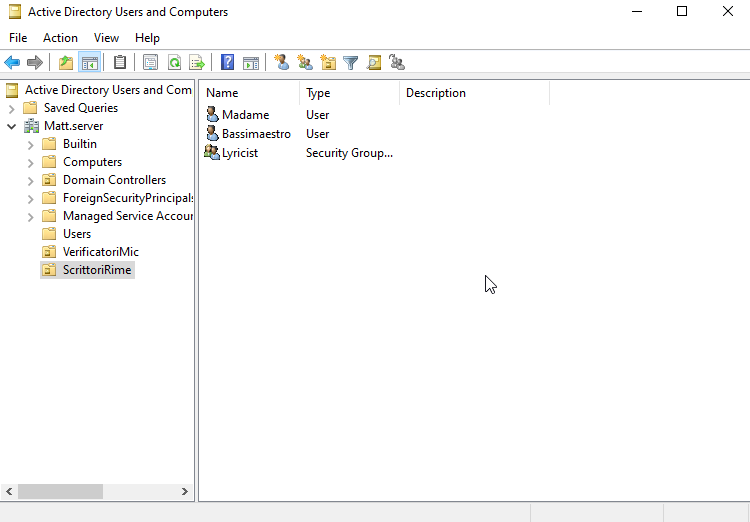 Active Directory Users and Computers
File Action View Help
Active Directory Users and Com
Saved Queries
Matt.server
Builtin
Computers
Domain Controllers
ForeignSecurityPrincipals
Managed Service Accour
Users
VerificatoriMic
ScrittoriRime
Name Type Description
Madame User
Bassimaestro User
Lyricist Security Group...